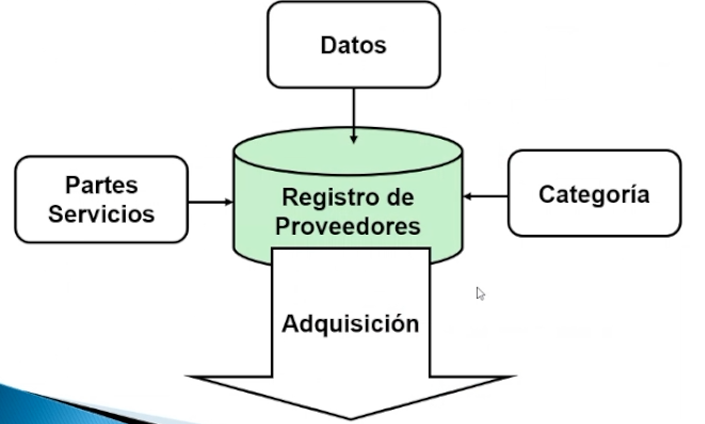 Datos
Partes
Servicios
Registro de
Proveedores
Categoría
Adquisición